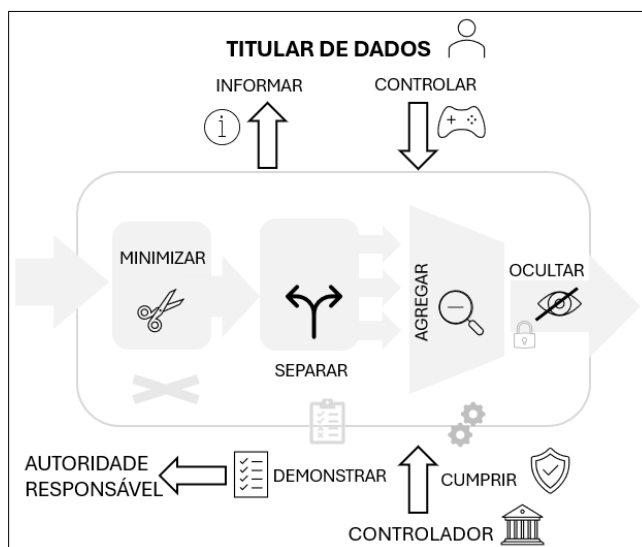 TITULAR DE DADOS
INFORMAR
CONTROLAR
MINIMIZAR
SEPARAR
AGREGAR
OCULTAR
AUTORIDADE
RESPONSÁVEL
DEMONSTRAR
CUMPRIR
CONTROLADOR